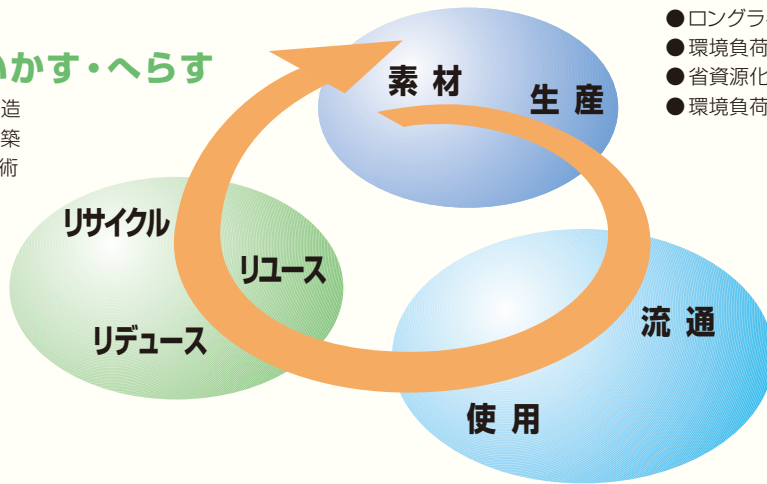 いかす・へらす
造
築
術
● ロングラ
● 環境負荷
● 省資源化
● 環境負荷
素 材
生 産
リサイクル
リユース
リデュース
流 通
使 用